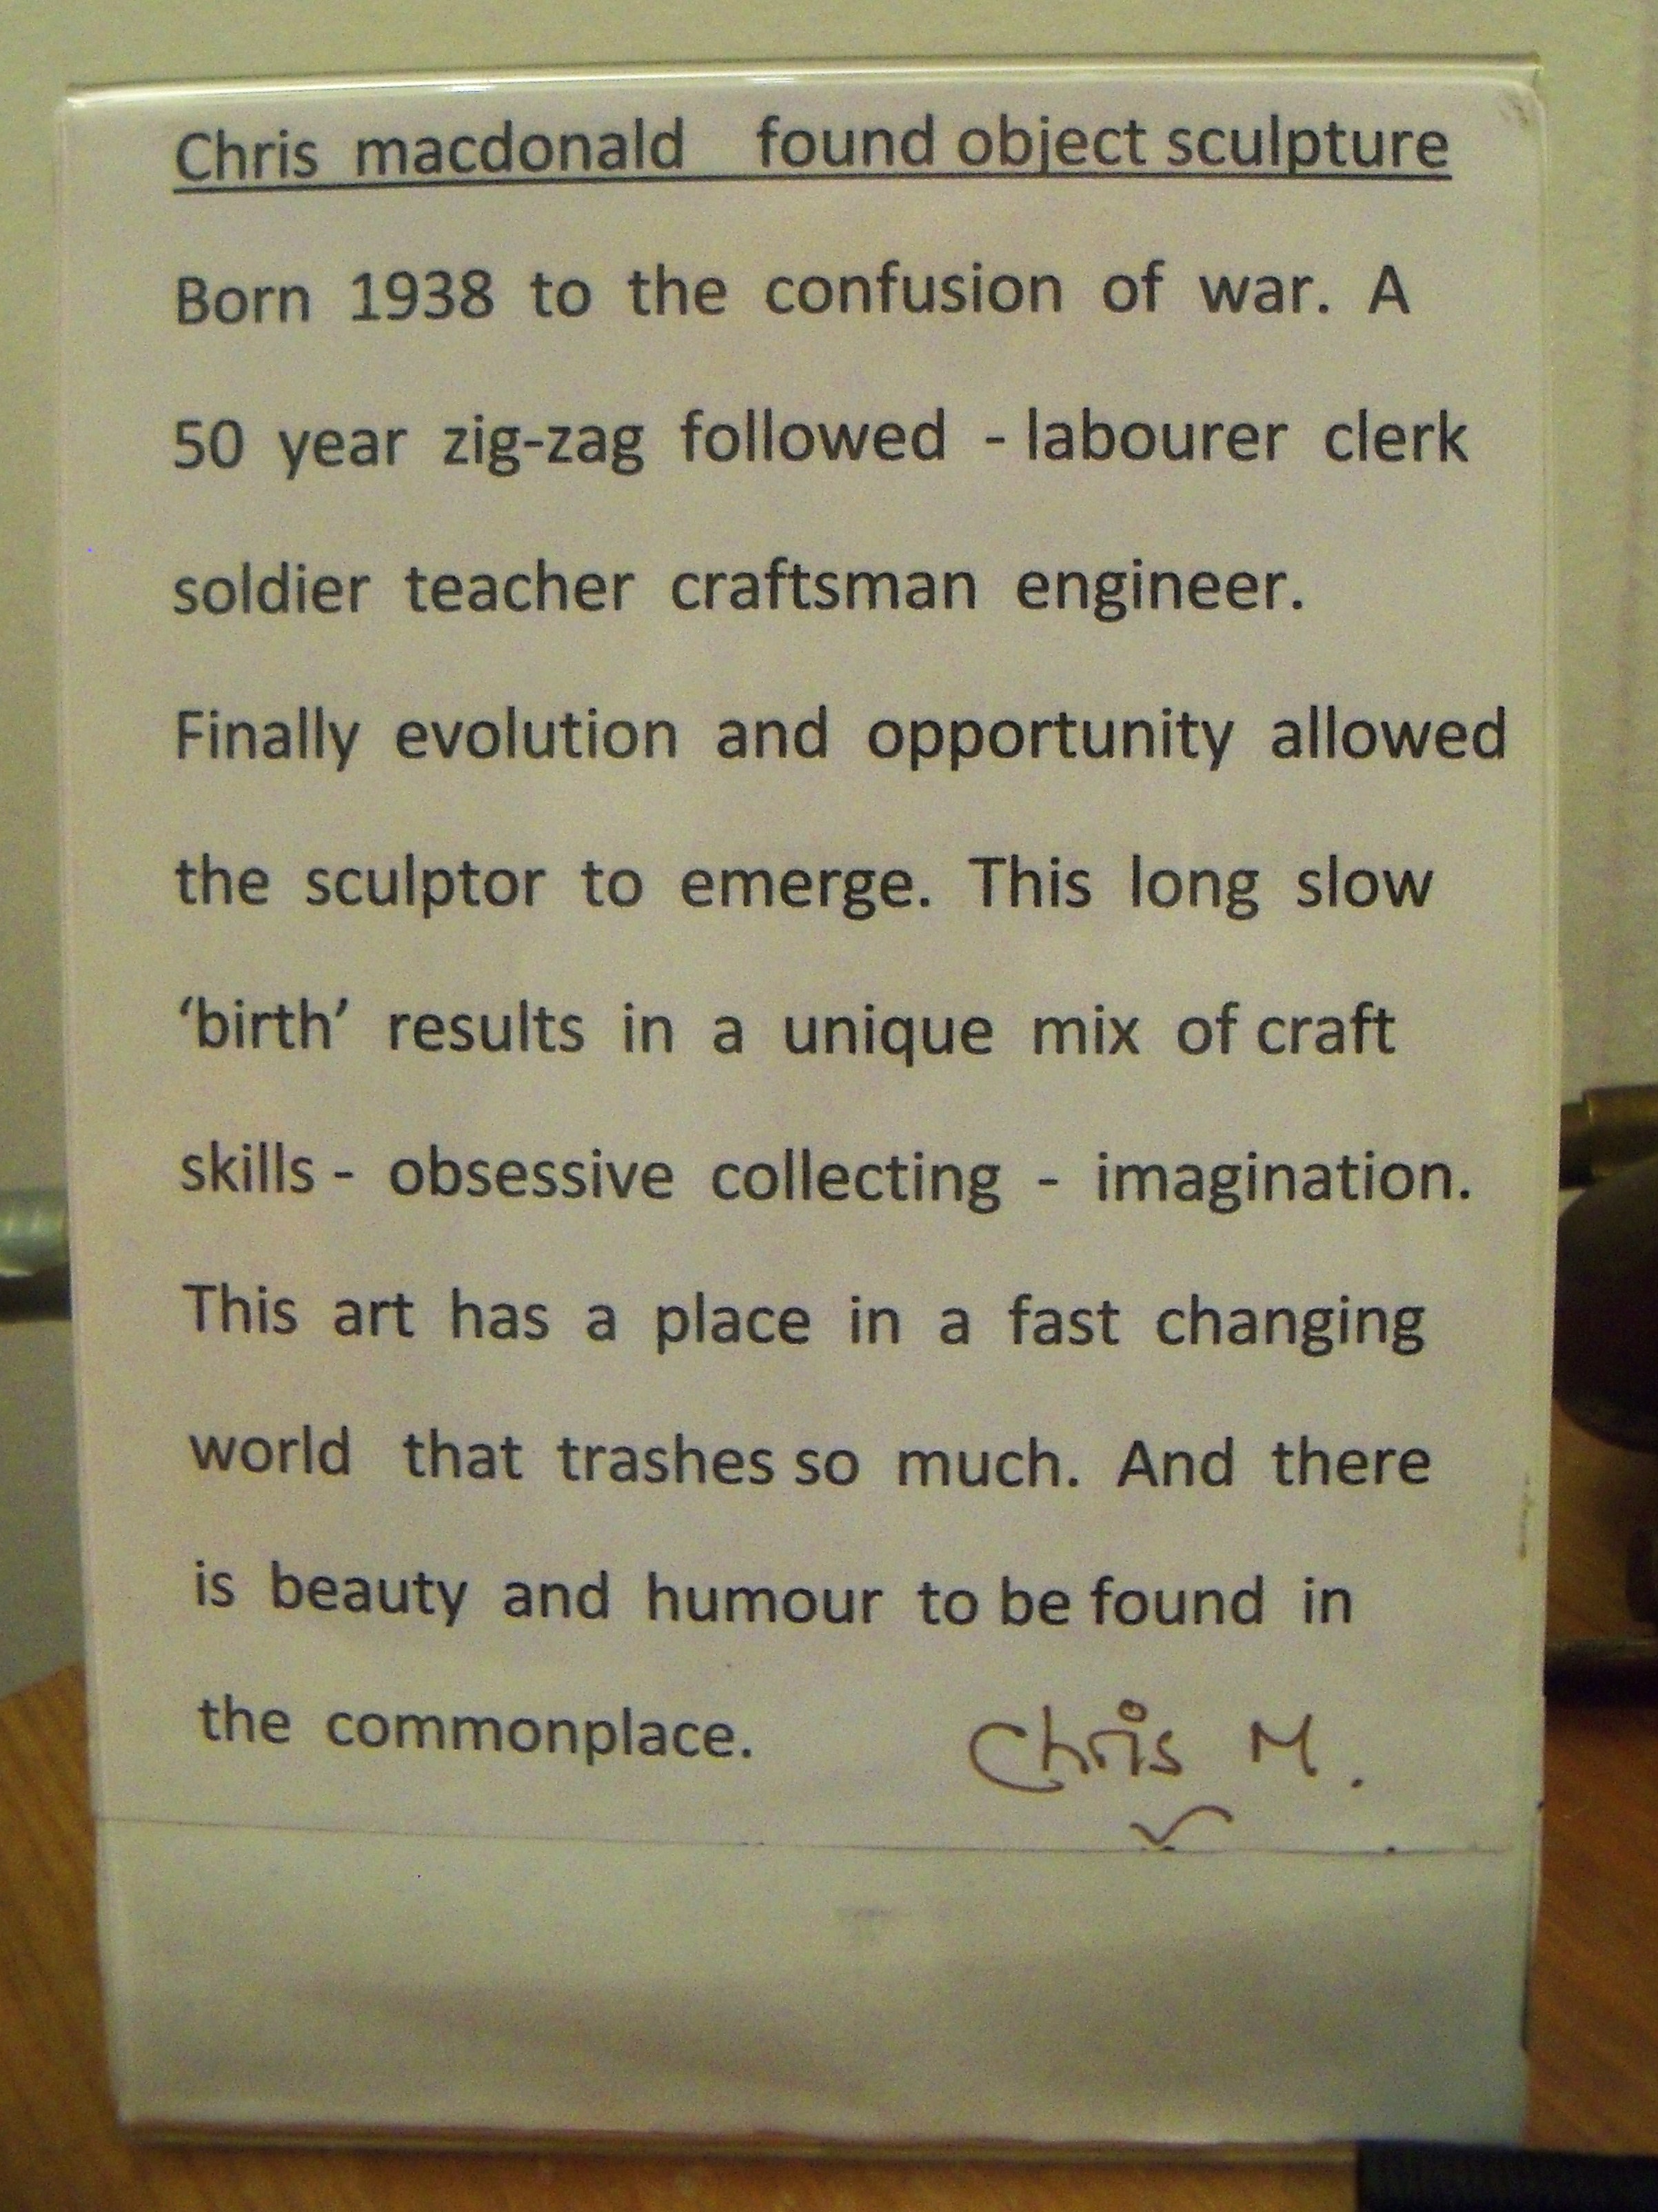 Chris macdonald found object sculpture
Born 1938 to the confusion of war. A
50 year zig-zag followed - labourer clerk
soldier teacher craftsman engineer.
Finally evolution and opportunity allowed
the sculptor to emerge. This long slow
‘birth’ results in a unique mix of craft
skills - obsessive collecting - imagination.
This art has a place in a fast changing
world that trashes so much. And there
is beauty and humour to be found in
the commonplace. Chris M.